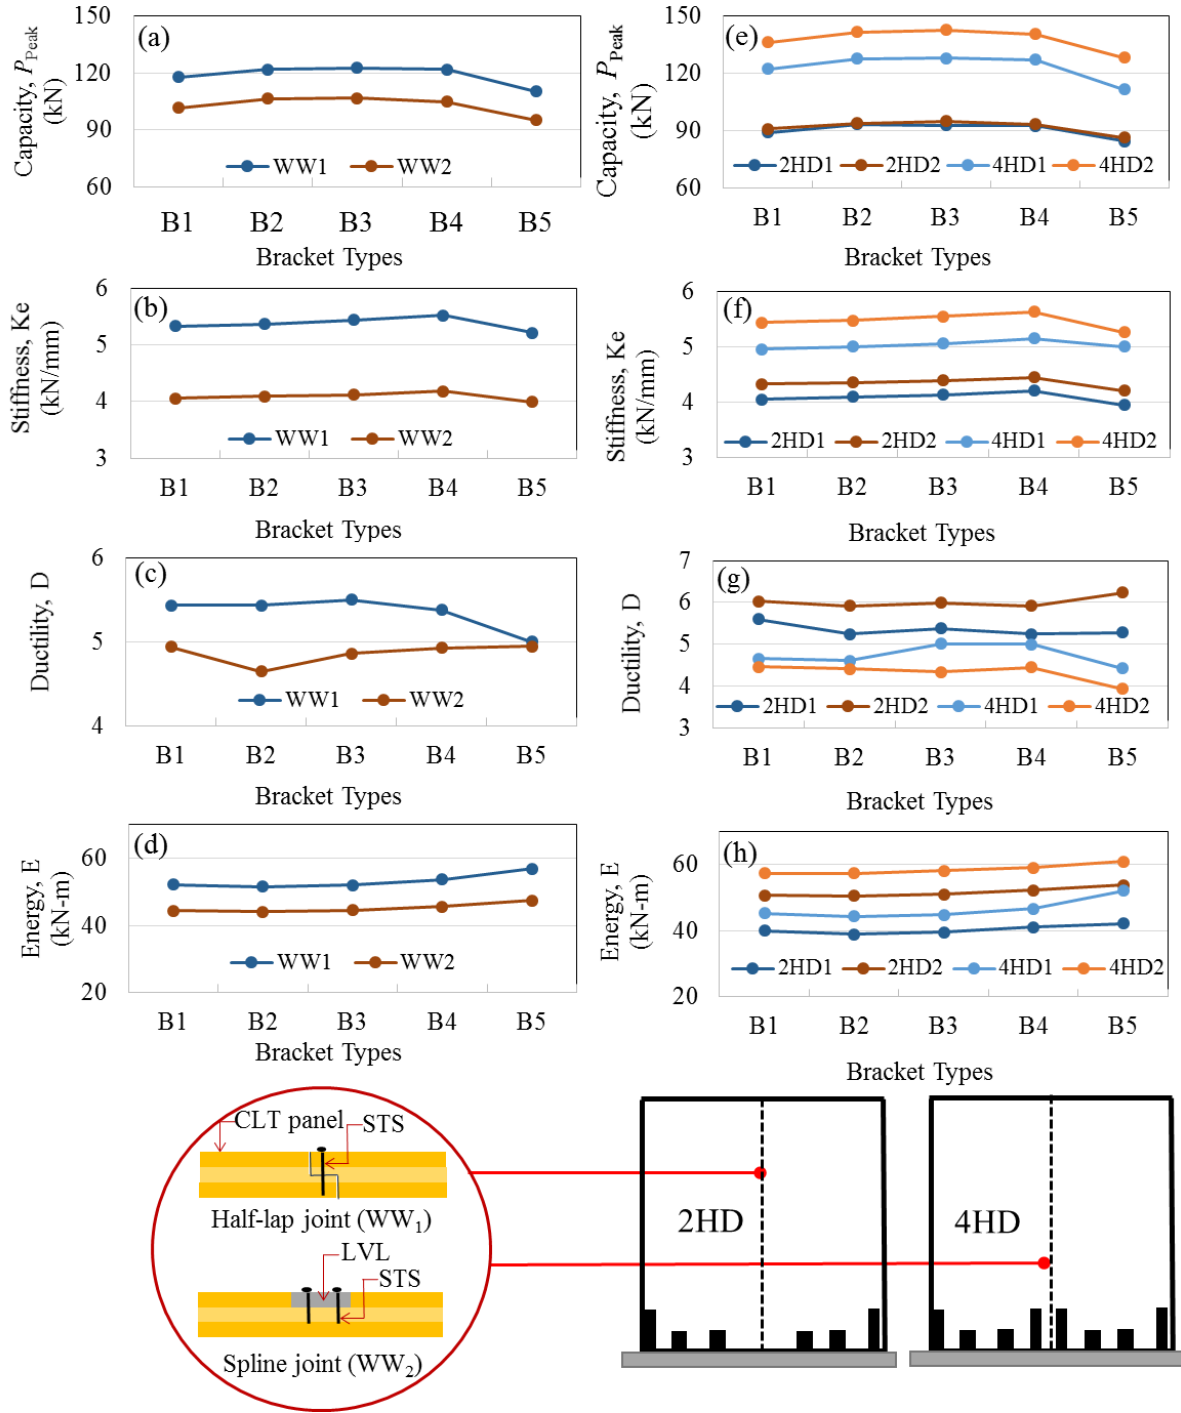 (a)
150
120
90
60
Capacity, P_Peak
(kN)
WW1 WW2
B1 B2 B3 B4 B5
Bracket Types
(e)
150
120
90
60
Capacity, P_Peak
(kN)
2HD1 2HD2 4HD1 4HD2
B1 B2 B3 B4 B5
Bracket Types
(b)
6
5
4
3
Stiffness, Ke
(kN/mm)
WW1 WW2
B1 B2 B3 B4 B5
Bracket Types
(f)
6
5
4
3
Stiffness, Ke
(kN/mm)
2HD1 2HD2 4HD1 4HD2
B1 B2 B3 B4 B5
Bracket Types
(c)
6
5
4
Ductility, D
WW1 WW2
B1 B2 B3 B4 B5
Bracket Types
(g)
7
6
5
4
3
Ductility, D
2HD1 2HD2 4HD1 4HD2
B1 B2 B3 B4 B5
Bracket Types
(d)
60
40
20
Energy, E
(kN-m)
WW1 WW2
B1 B2 B3 B4 B5
Bracket Types
(h)
60
40
20
Energy, E
(kN-m)
2HD1 2HD2 4HD1 4HD2
B1 B2 B3 B4 B5
Bracket Types
CLT panel STS
Half-lap joint (WW₁)
LVL
STS
Spline joint (WW₂)
2HD
4HD